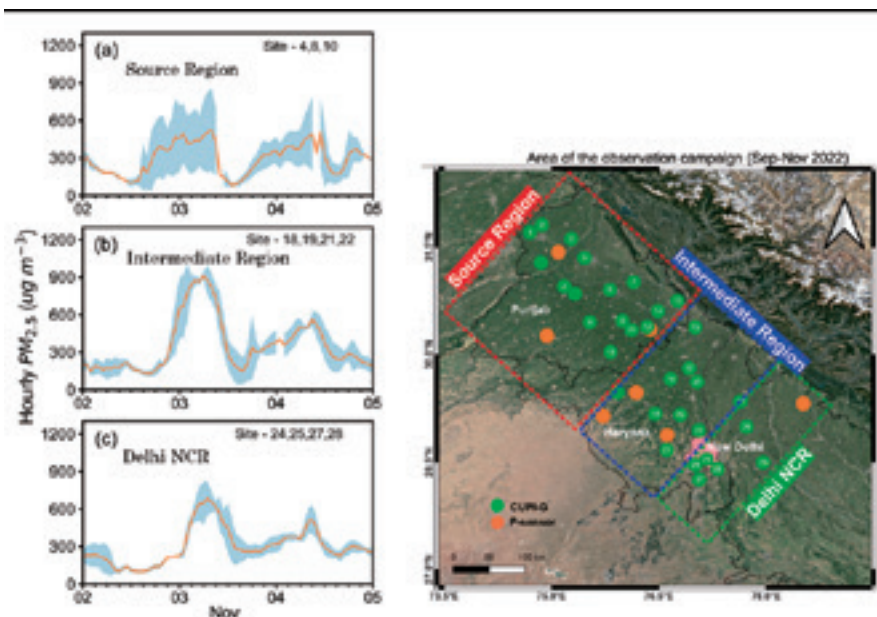 (a)
Site - 4,8,10
Source Region
1200
900
600
300
0
02
03
04
05
(b)
Site - 18,19,21,22
Intermediate Region
1200
900
600
300
0
02
03
04
05
(c)
Site - 24,25,27,28
Delhi NCR
1200
900
600
300
0
02
03
04
05
Nov
Hourly PM2.5 (ug m−3)
Area of the observation campaign (Sep-Nov 2022)
Source Region
Intermediate Region
Delhi NCR
Punjab
Haryana
New Delhi
CUPI-G
0